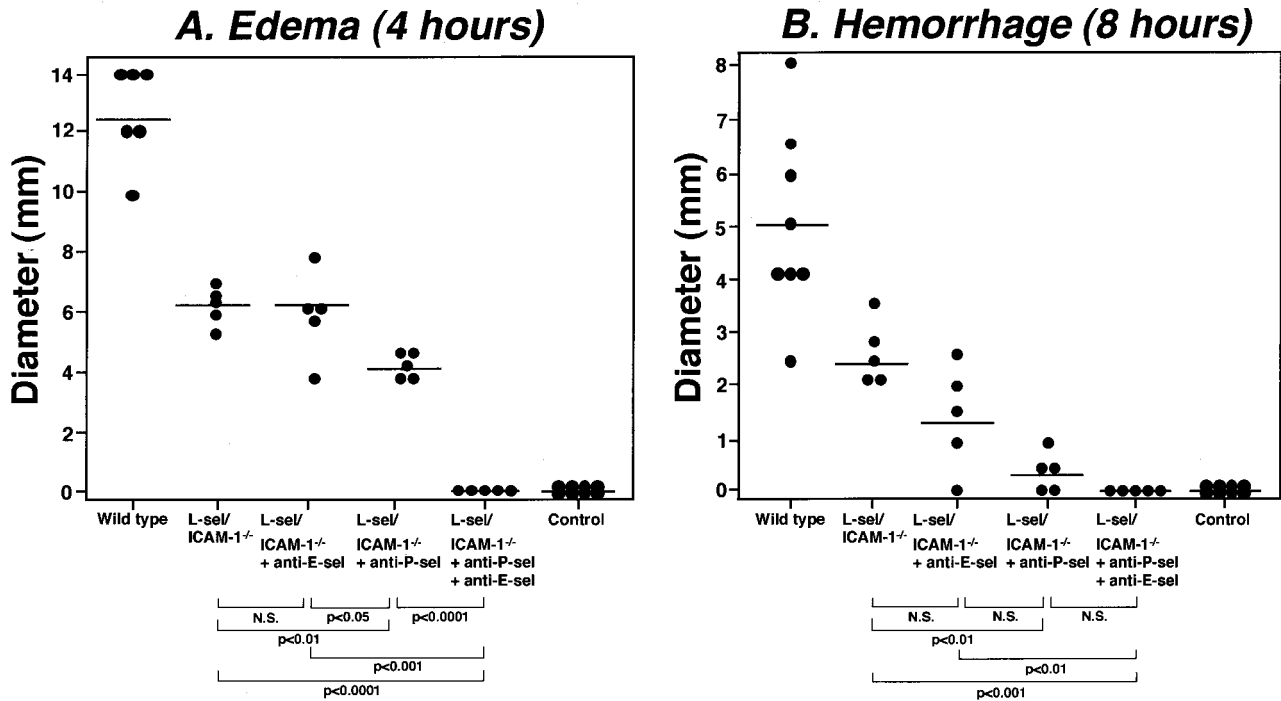 A. Edema (4 hours)
Diameter (mm)
14
12
10
8
6
4
2
0
Wild type
L-sel/
ICAM-1-/-
L-sel/
ICAM-1-/-
+ anti-E-sel
L-sel/
ICAM-1-/-
+ anti-P-sel
L-sel/
ICAM-1-/-
+ anti-P-sel
+ anti-E-sel
Control
N.S.
p<0.05
p<0.0001
p<0.01
p<0.001
p<0.0001
B. Hemorrhage (8 hours)
Diameter (mm)
8
7
6
5
4
3
2
1
0
Wild type
L-sel/
ICAM-1-/-
L-sel/
ICAM-1-/-
+ anti-E-sel
L-sel/
ICAM-1-/-
+ anti-P-sel
L-sel/
ICAM-1-/-
+ anti-P-sel
+ anti-E-sel
Control
N.S.
N.S.
N.S.
p<0.01
p<0.01
p<0.001